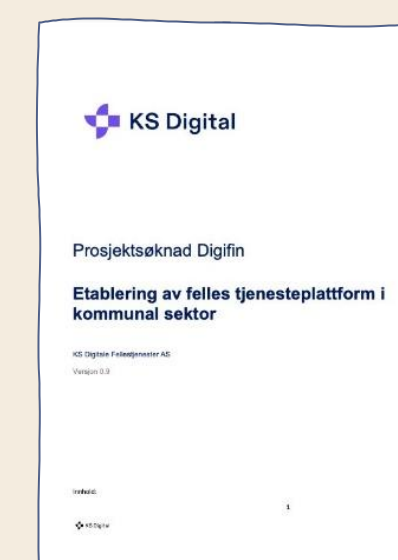 KS Digital
Prosjektsøknad Digifin
Etablering av felles tjenesteplattform i
kommunal sektor
KS Digitale Fellestjenester AS
Versjon 0.9
Innhold:
1
KS Digital